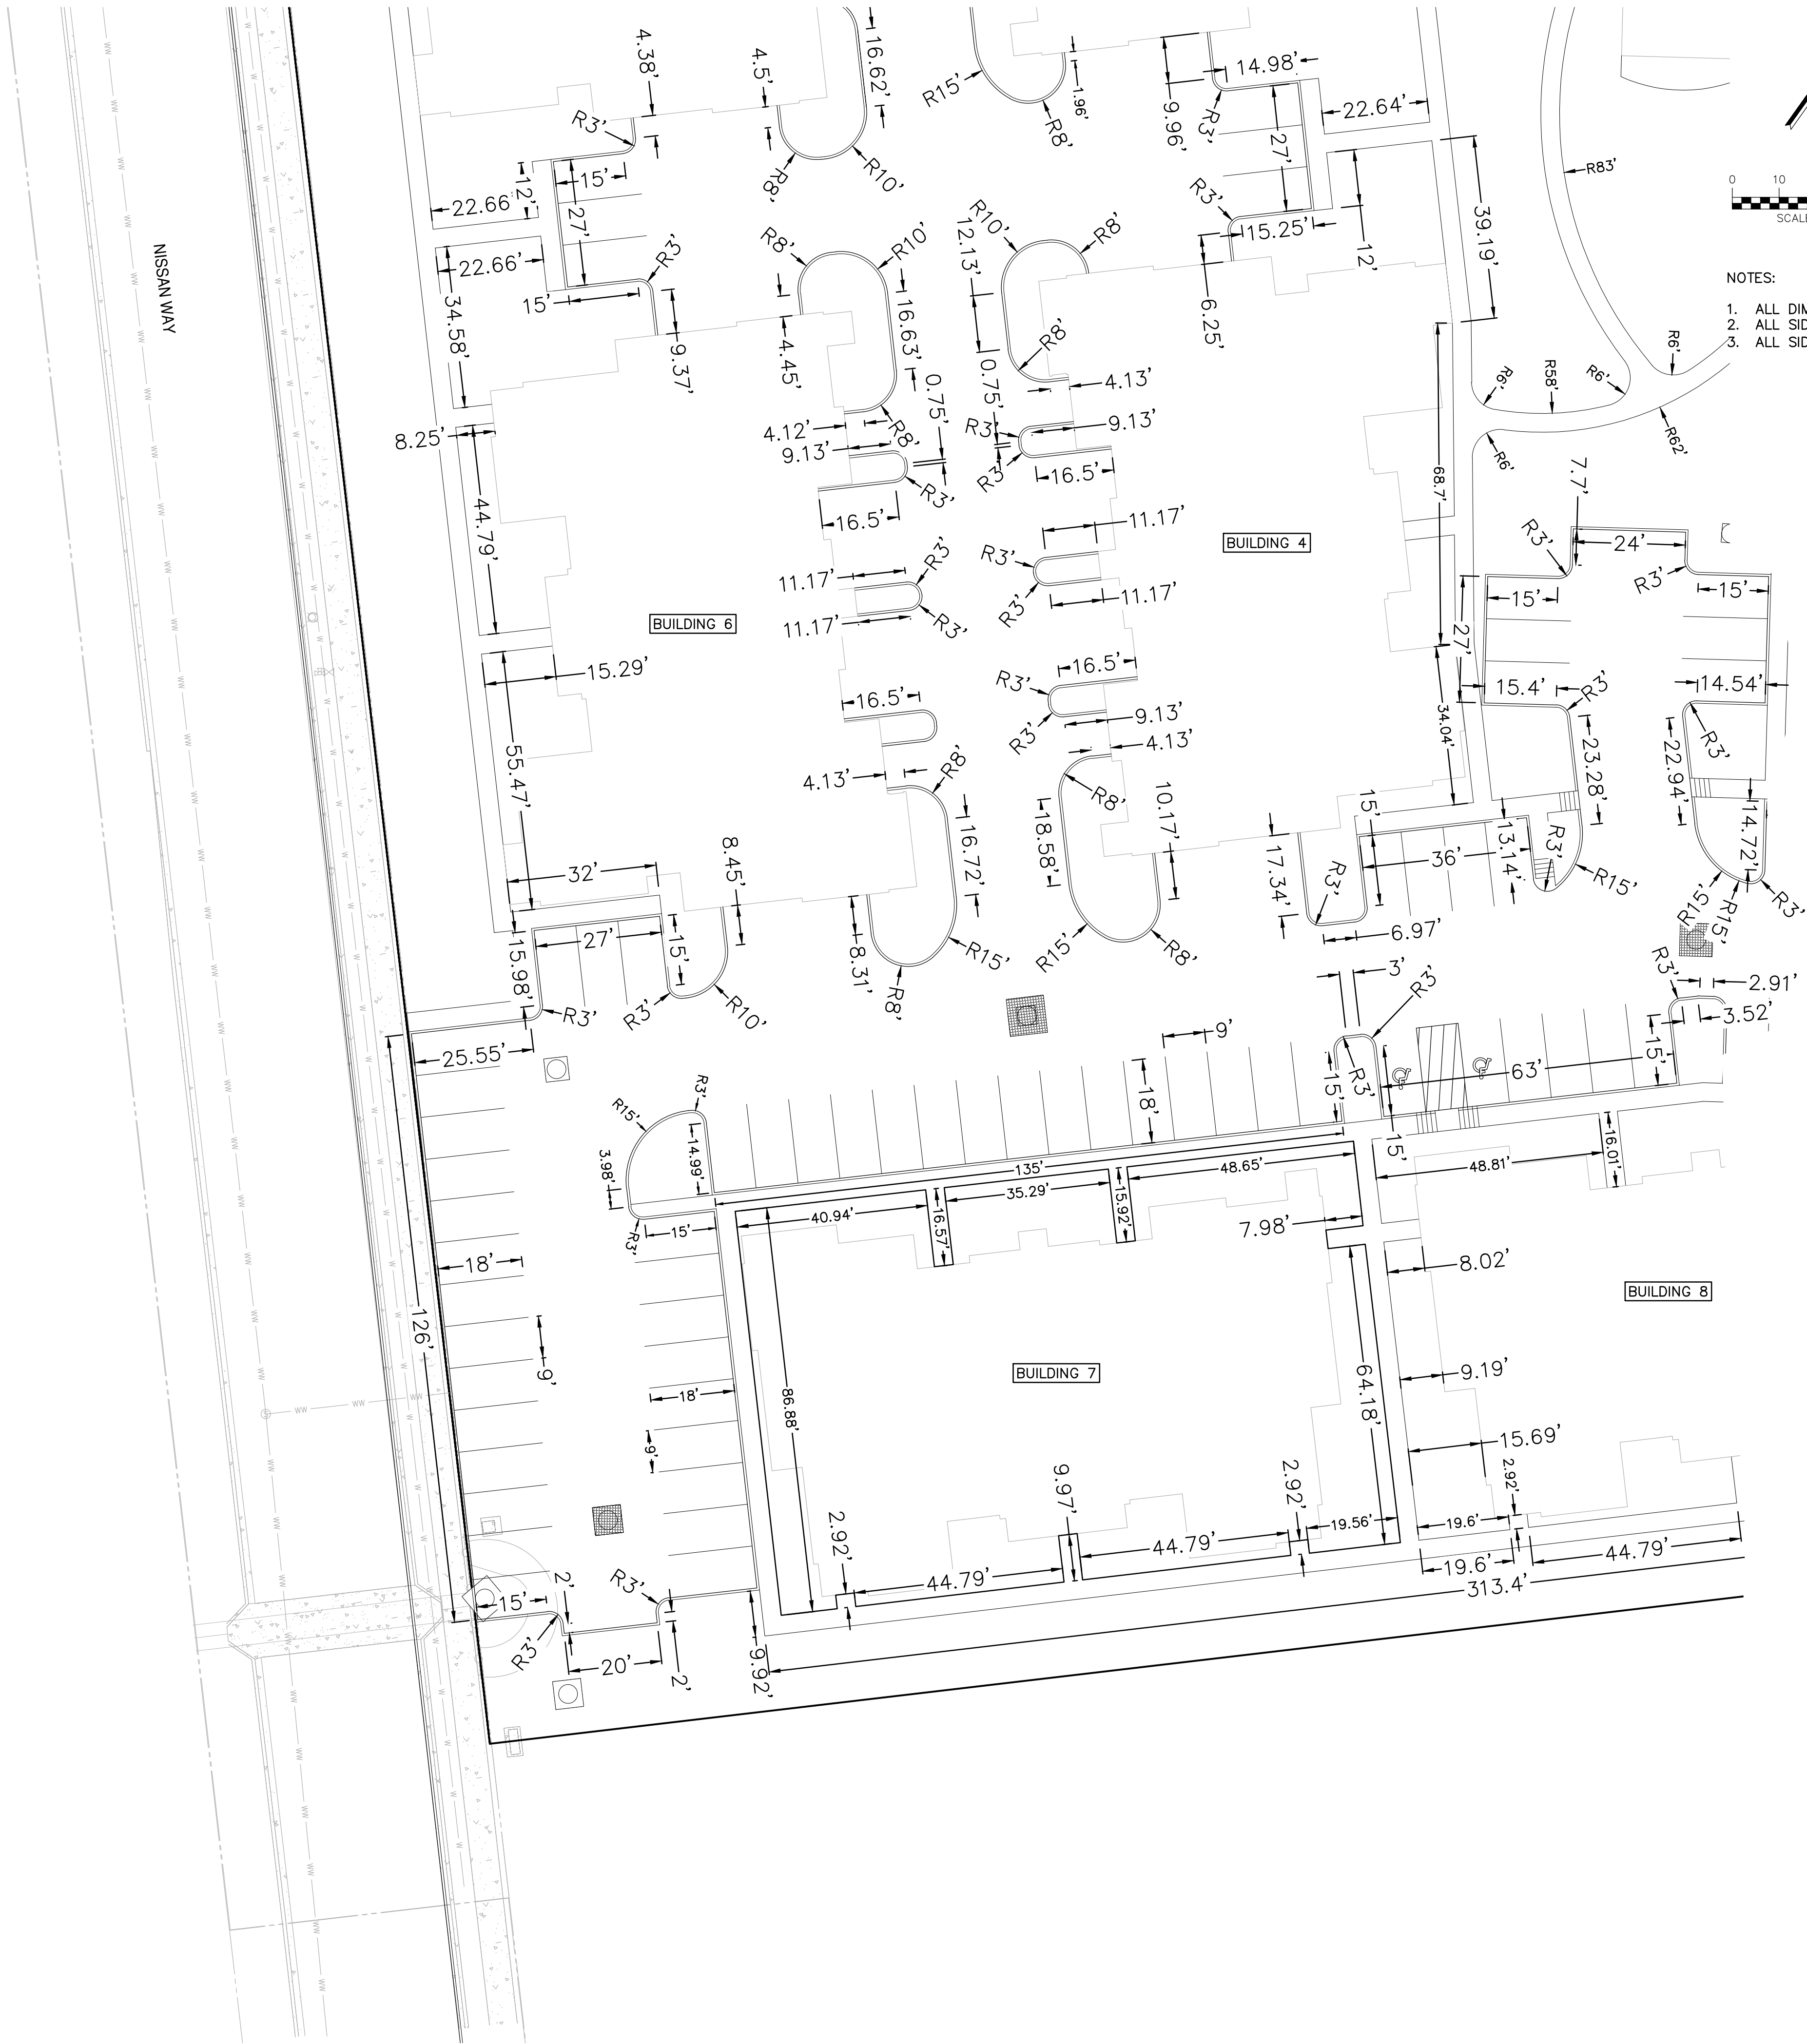 16.62'
4.38'
4.5'
R3'
R8'
R10'
R15'
R8'
1.96'
9.96'
14.98'
R3'
22.64'
27'
R83'
0 10
SCALE
15'
12'
22.66'
27'
R3'
15.25'
12'
39.19'
NISSAN WAY
22.66'
34.58'
15'
R3'
9.37'
R8'
R10'
16.63'
4.45'
R10'
12.13'
R8'
R8'
6.25'
NOTES:
1. ALL DIM
2. ALL SID
3. ALL SID
R6'
R6'
R58'
R6'
R62'
R6'
0.75'
0.75'
4.13'
4.12'
9.13'
R8'
R3'
16.5'
R3'
9.13'
R3'
16.5'
8.25'
44.79'
68.7'
7.7'
BUILDING 4
R3'
24'
R3'
15'
15'
27'
11.17'
R3'
11.17'
R3'
R3'
11.17'
R3'
11.17'
BUILDING 6
15.29'
55.47'
16.5'
4.13'
R8'
16.72'
R3'
16.5'
R3'
9.13'
4.13'
R8'
18.58'
10.17'
34.04'
15.4'
R3'
23.28'
14.54'
R3'
22.94'
14.72'
32'
8.45'
15'
17.34'
R3'
36'
13.14'
R3'
R15'
R15'
R15'
R3'
27'
15.98'
15'
R3'
R3'
R10'
8.31'
R8'
R15'
R15'
R8'
6.97'
25.55'
3'
R3'
9'
R3'
2.91'
3.52'
15'
R3'
15'
63'
15'
R3'
R15'
14.99'
3.98'
18'
135'
48.65'
48.81'
16.01'
R3'
15'
40.94'
16.57'
35.29'
15.92'
7.98'
8.02'
18'
126'
BUILDING 8
9'
BUILDING 7
86.88'
64.18'
9.19'
18'
9'
15.69'
2.92'
9.97'
2.92'
2.92'
19.56'
19.6'
44.79'
44.79'
19.6'
44.79'
313.4'
15'
2'
R3'
R3'
20'
2'
9.92'
WW
W